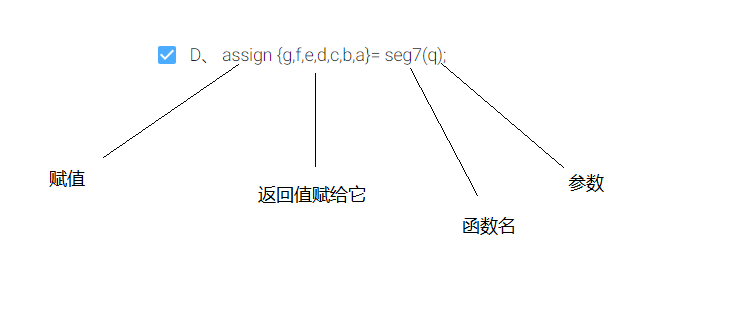 D、 assign {g,f,e,d,c,b,a}= seg7(q);
赋值
返回值赋给它
函数名
参数